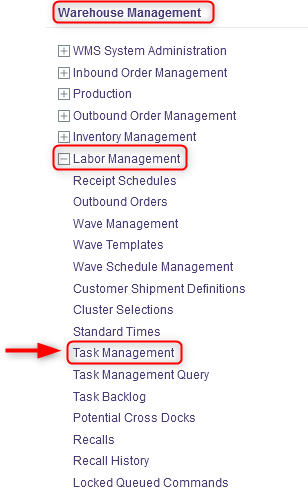 Warehouse Management
WMS System Administration
Inbound Order Management
Production
Outbound Order Management
Inventory Management
Labor Management
Receipt Schedules
Outbound Orders
Wave Management
Wave Templates
Wave Schedule Management
Customer Shipment Definitions
Cluster Selections
Standard Times
Task Management
Task Management Query
Task Backlog
Potential Cross Docks
Recalls
Recall History
Locked Queued Commands